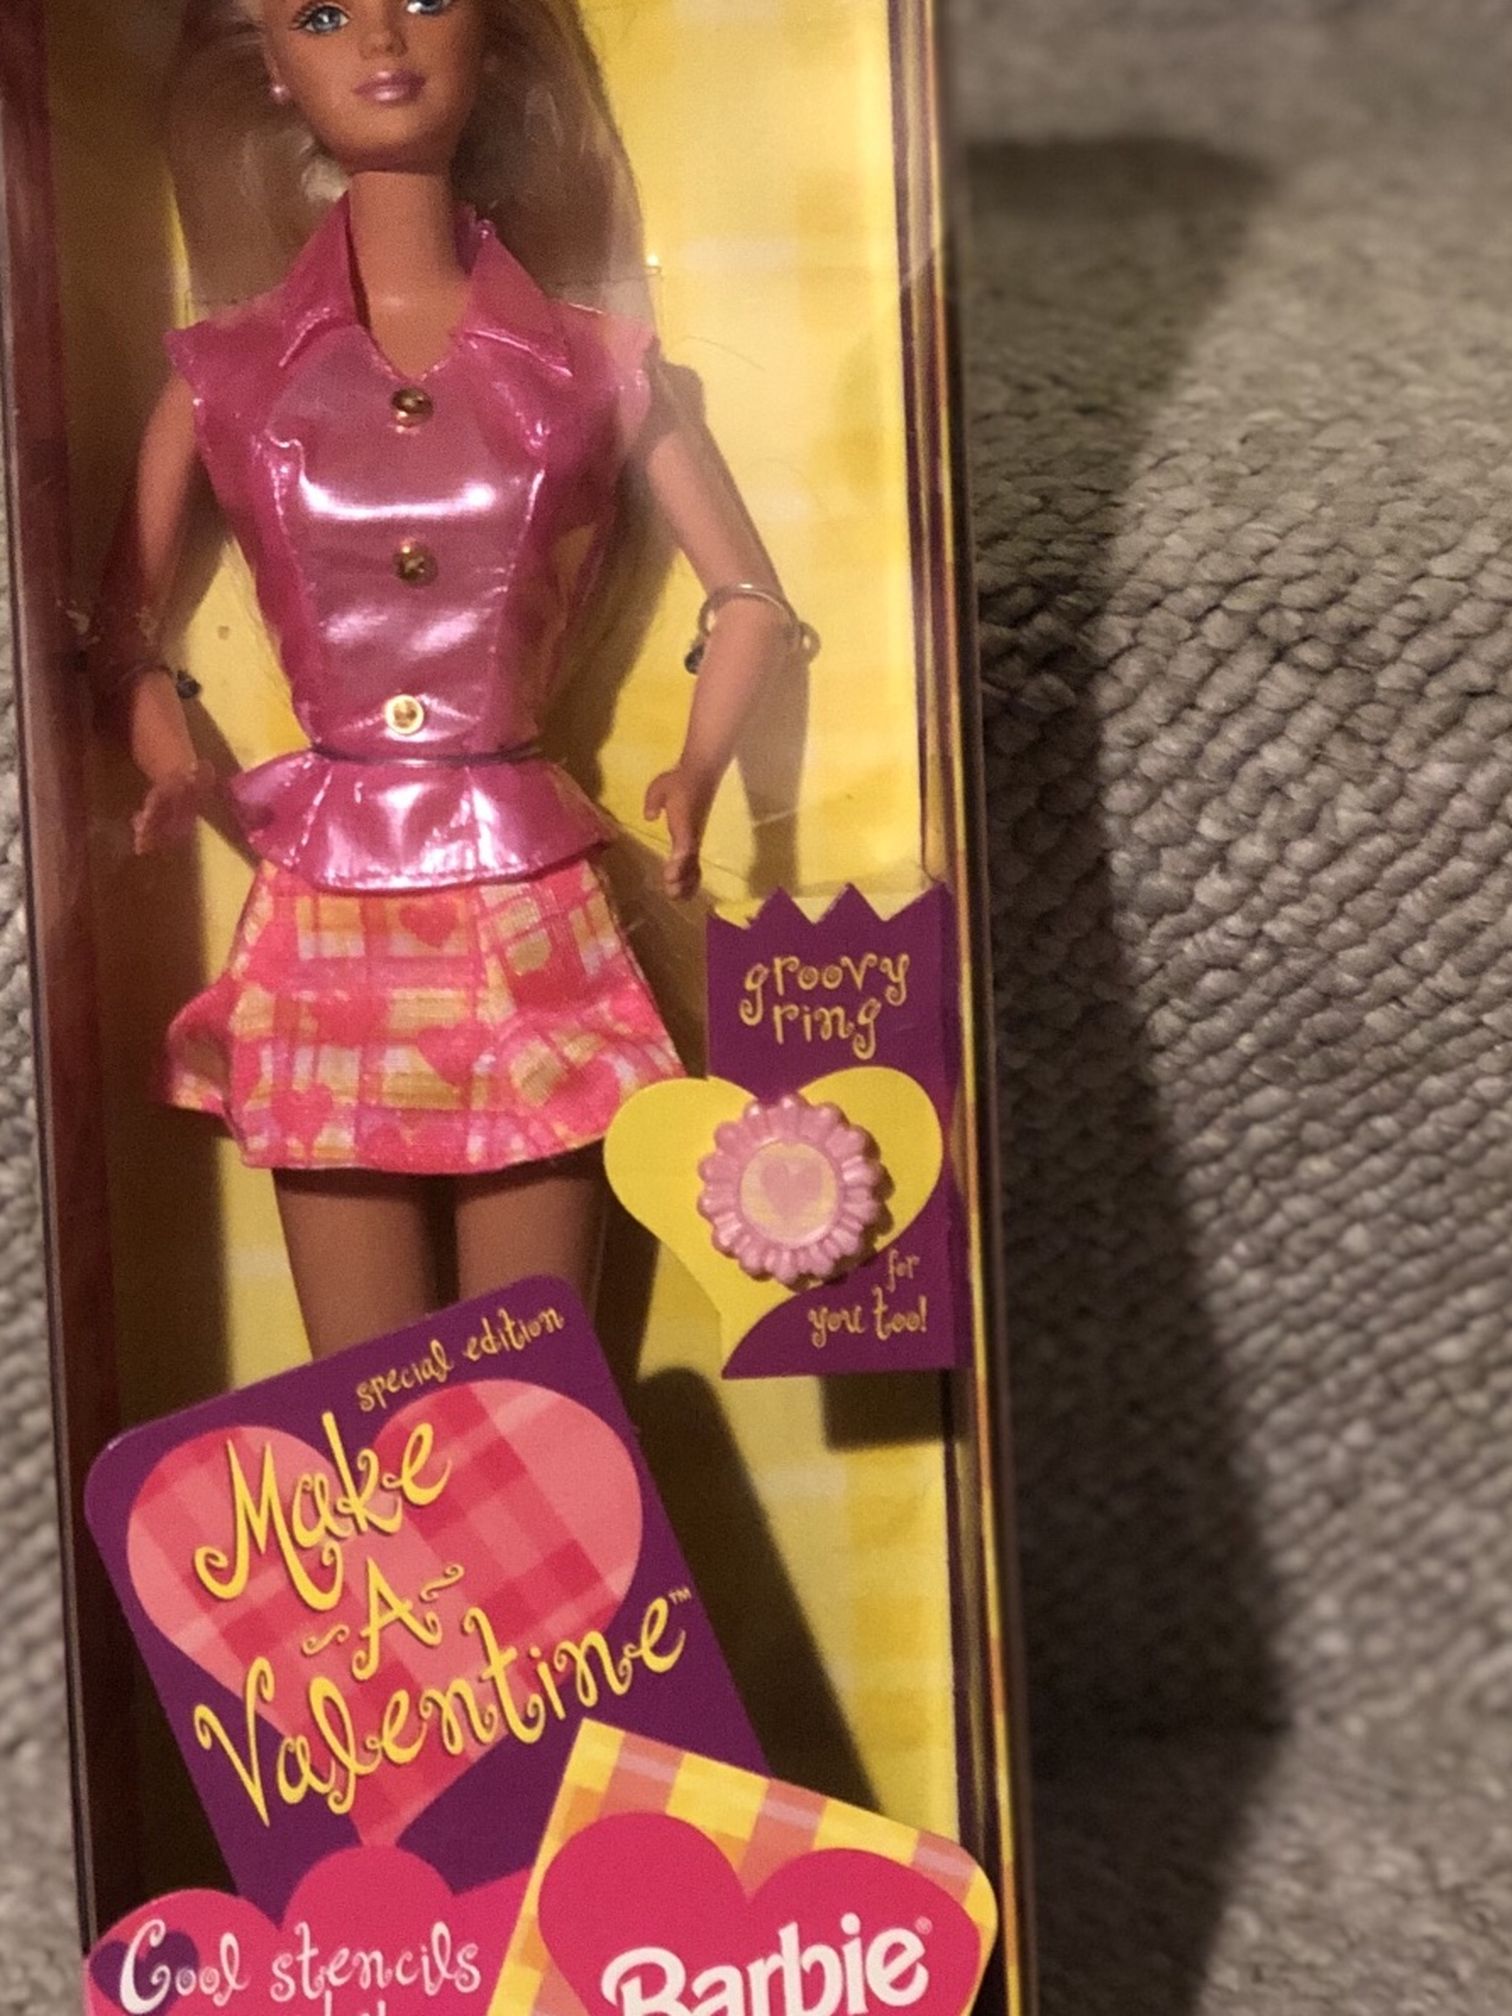 groovy
ring
for
you too!
special edition
Make
A
Valentine™
Cool stencils
Barbie®